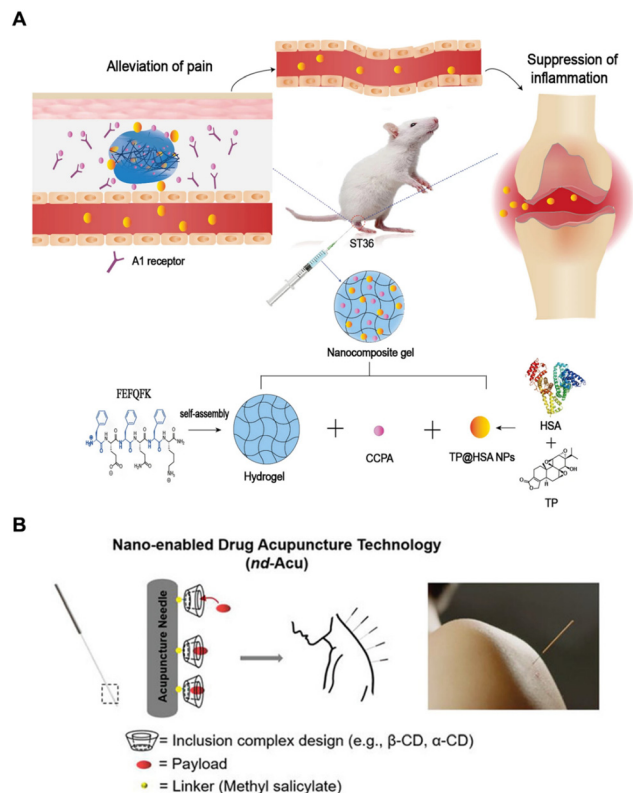 A
Alleviation of pain
Suppression of
inflammation
A1 receptor
ST36
Nanocomposite gel
FEFQFK
self-assembly
Hydrogel
+
CCPA
+
TP@HSA NPs
HSA
+
TP
B
Nano-enabled Drug Acupuncture Technology
(nd-Acu)
Acupuncture Needle
= Inclusion complex design (e.g., β-CD, α-CD)
= Payload
= Linker (Methyl salicylate)